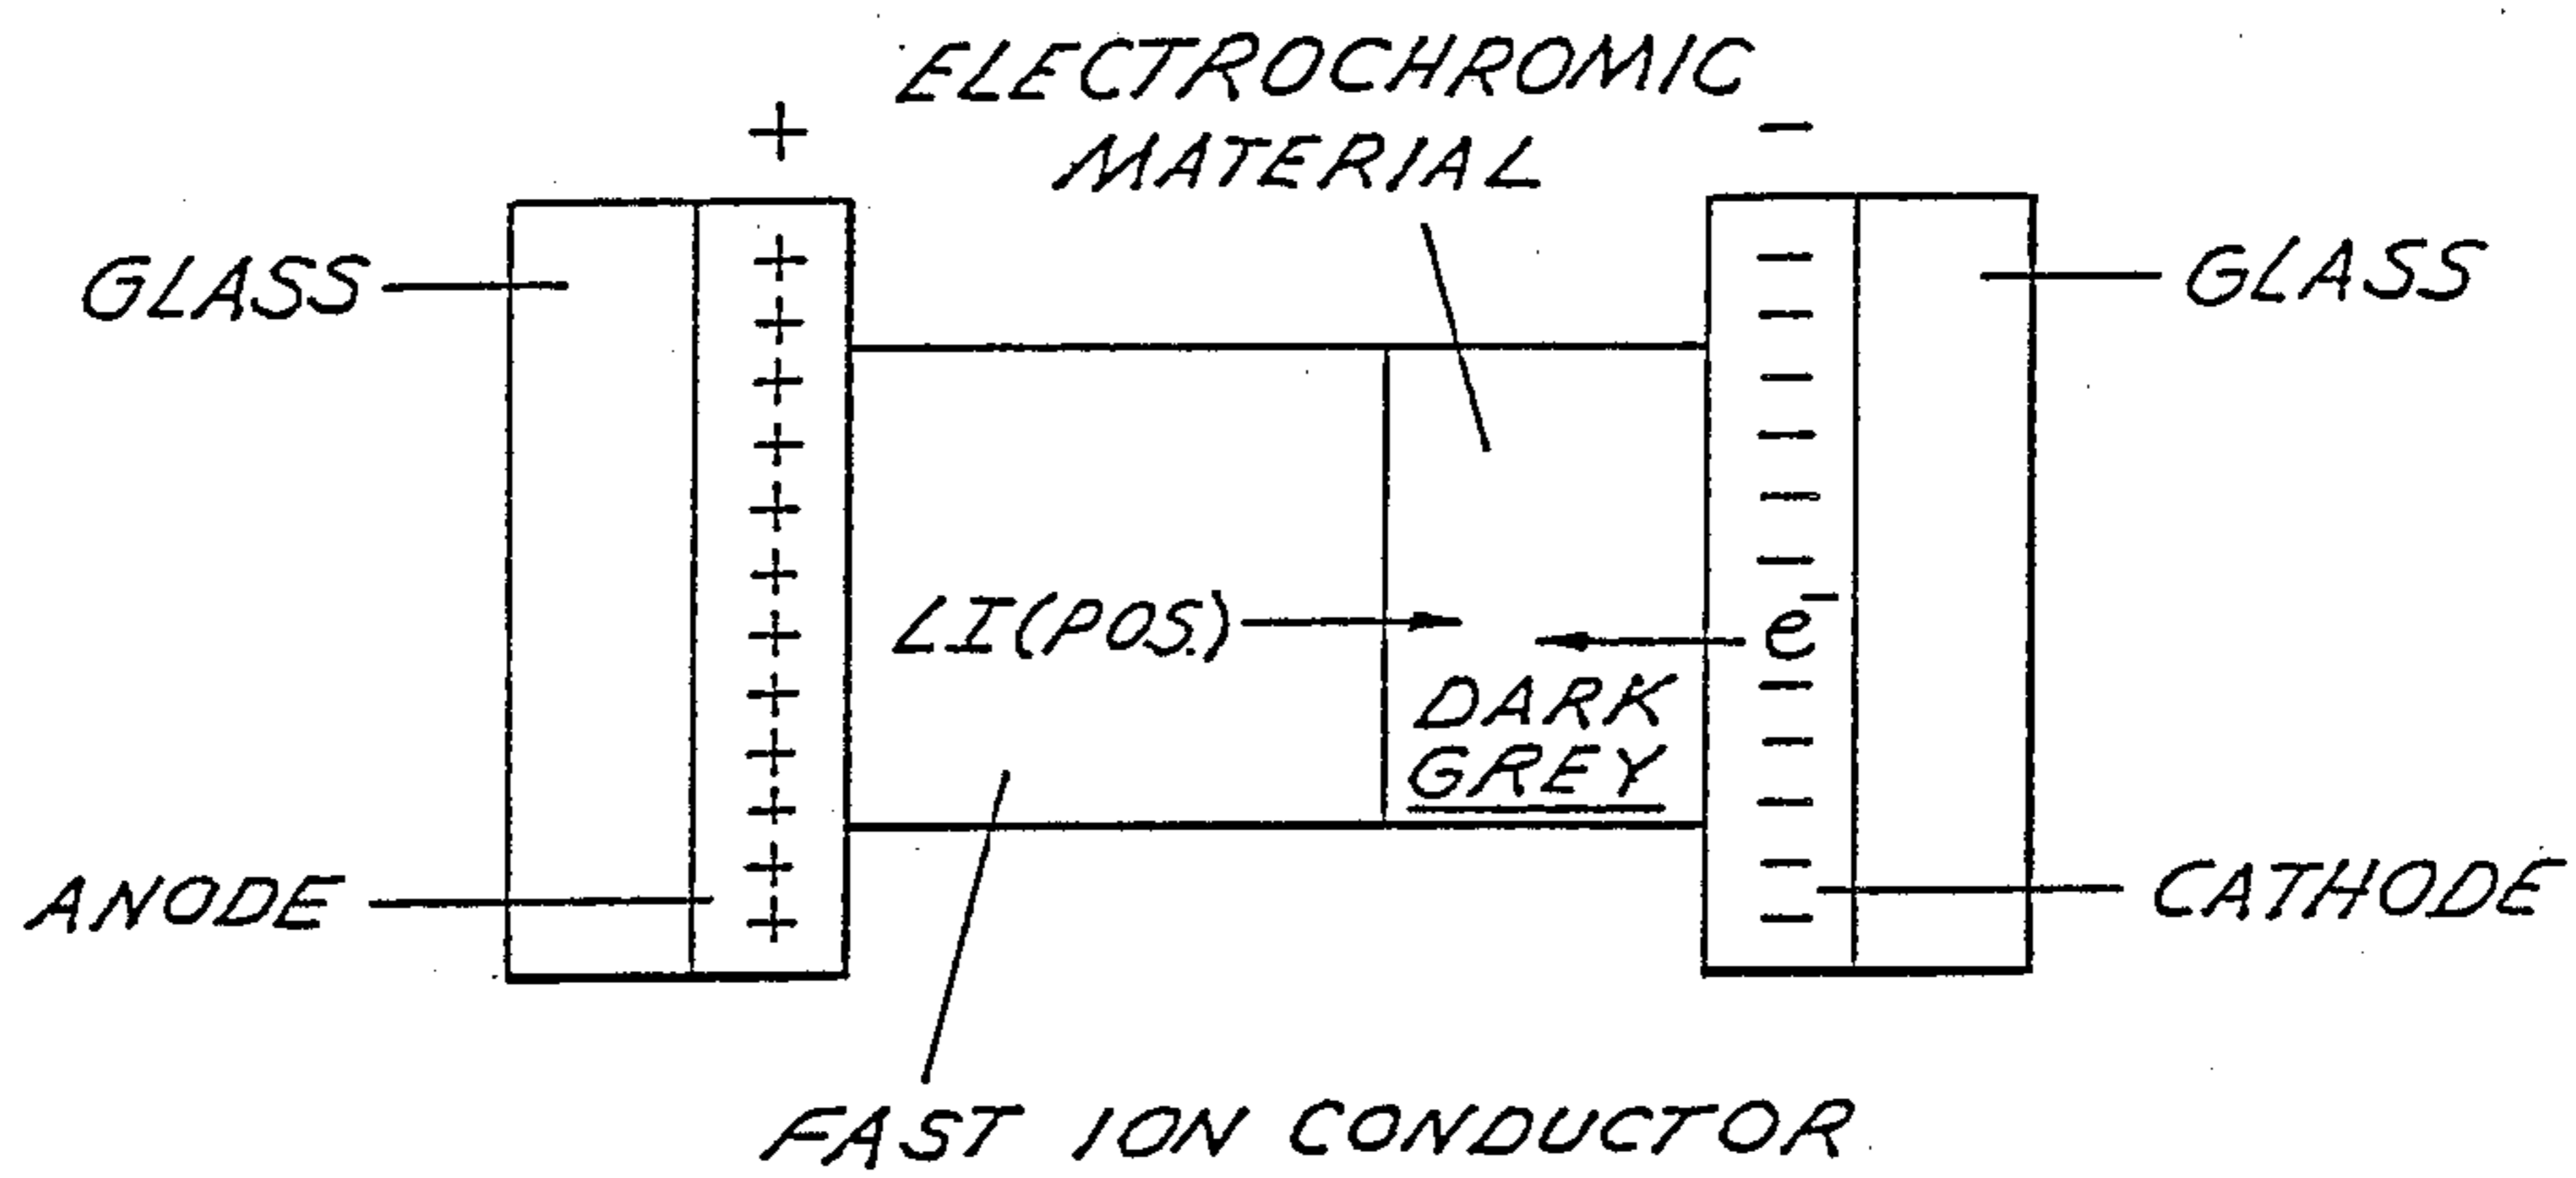 ELECTROCHROMIC
MATERIAL
+
-
GLASS
GLASS
+
+
+
+
+
+
+
+
+
+
+
+
-
-
-
-
-
-
LI(POS.)
e-
DARK
GREY
-
-
-
-
-
ANODE
CATHODE
FAST ION CONDUCTOR